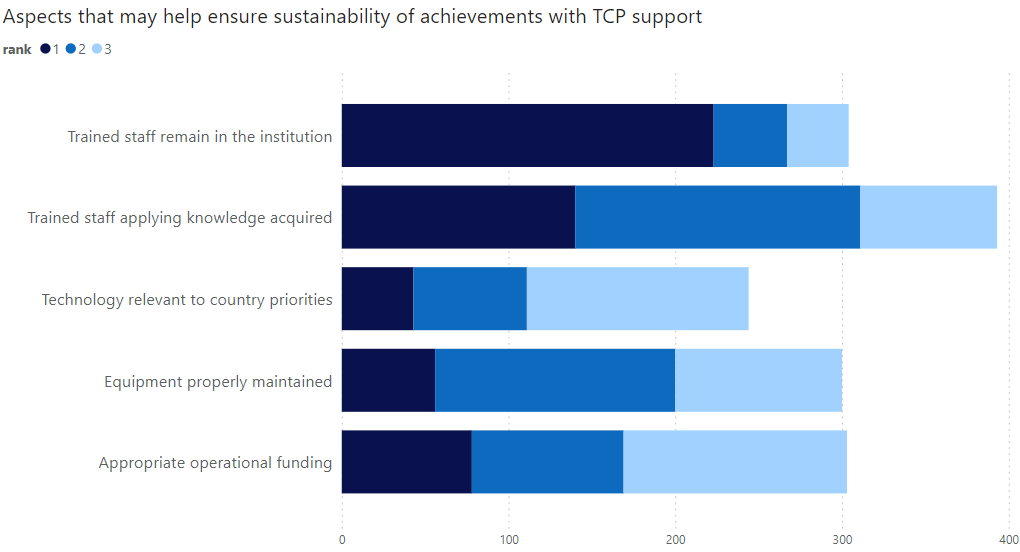 Aspects that may help ensure sustainability of achievements with TCP support
rank 1 2 3
Trained staff remain in the institution
Trained staff applying knowledge acquired
Technology relevant to country priorities
Equipment properly maintained
Appropriate operational funding
0 100 200 300 400